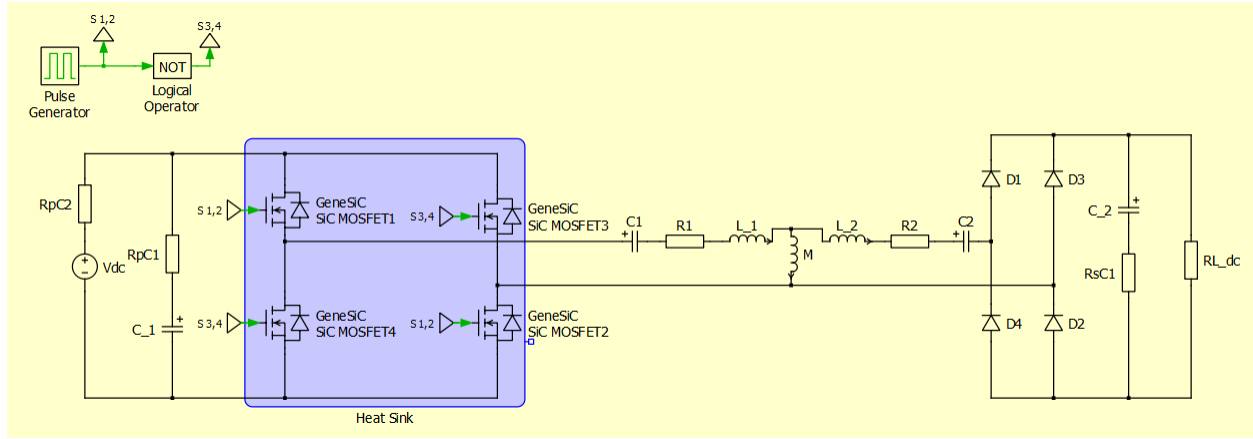 S 1,2
S 3,4
NOT
Pulse
Generator
Logical
Operator
RpC2
Vdc
RpC1
C_1
S 1,2
GeneSiC
SiC MOSFET1
S 3,4
GeneSiC
SiC MOSFET3
S 3,4
GeneSiC
SiC MOSFET4
S 1,2
GeneSiC
SiC MOSFET2
Heat Sink
C1
R1
L_1
M
L_2
R2
C2
D1
D3
D4
D2
C_2
RsC1
RL_dc